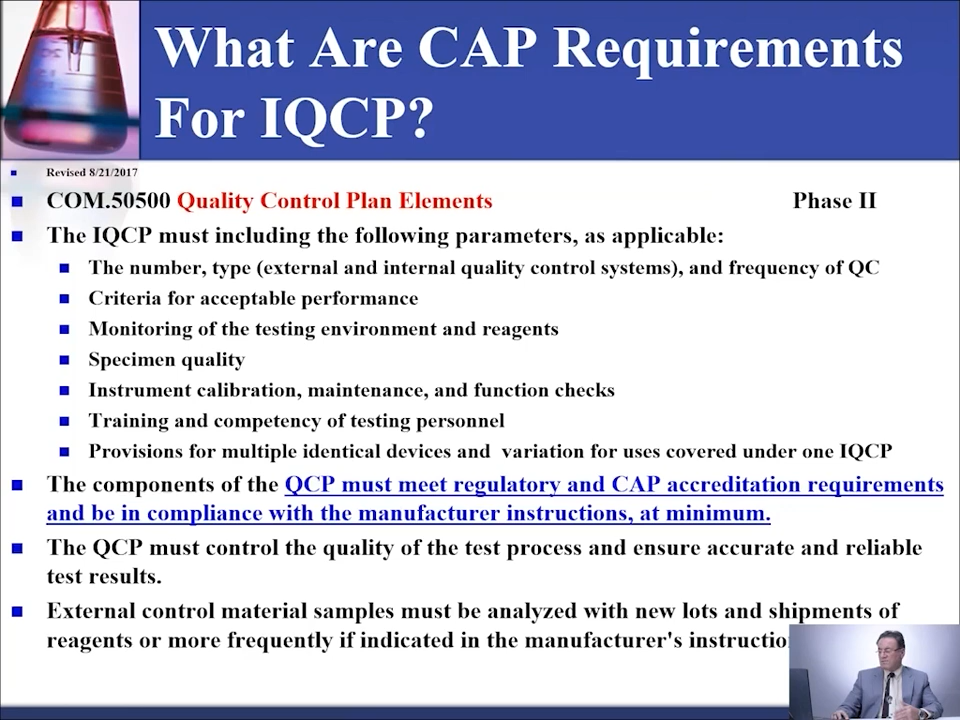 What Are CAP Requirements
For IQCP?
Revised 8/21/2017
COM.50500 Quality Control Plan Elements Phase II
The IQCP must including the following parameters, as applicable:
The number, type (external and internal quality control systems), and frequency of QC
Criteria for acceptable performance
Monitoring of the testing environment and reagents
Specimen quality
Instrument calibration, maintenance, and function checks
Training and competency of testing personnel
Provisions for multiple identical devices and variation for uses covered under one IQCP
The components of the QCP must meet regulatory and CAP accreditation requirements
and be in compliance with the manufacturer instructions, at minimum.
The QCP must control the quality of the test process and ensure accurate and reliable
test results.
External control material samples must be analyzed with new lots and shipments of
reagents or more frequently if indicated in the manufacturer's